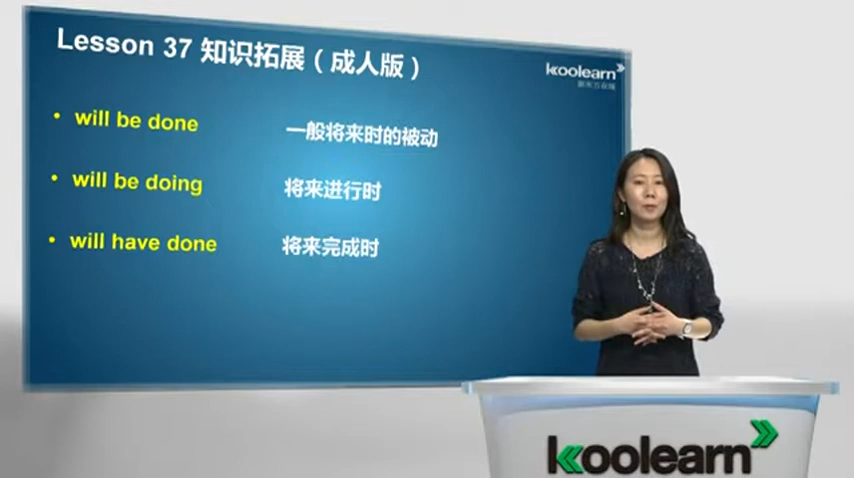 Lesson 37 知识拓展（成人版）
koolearn
• will be done 一般将来时的被动
• will be doing 将来进行时
• will have done 将来完成时
koolearn